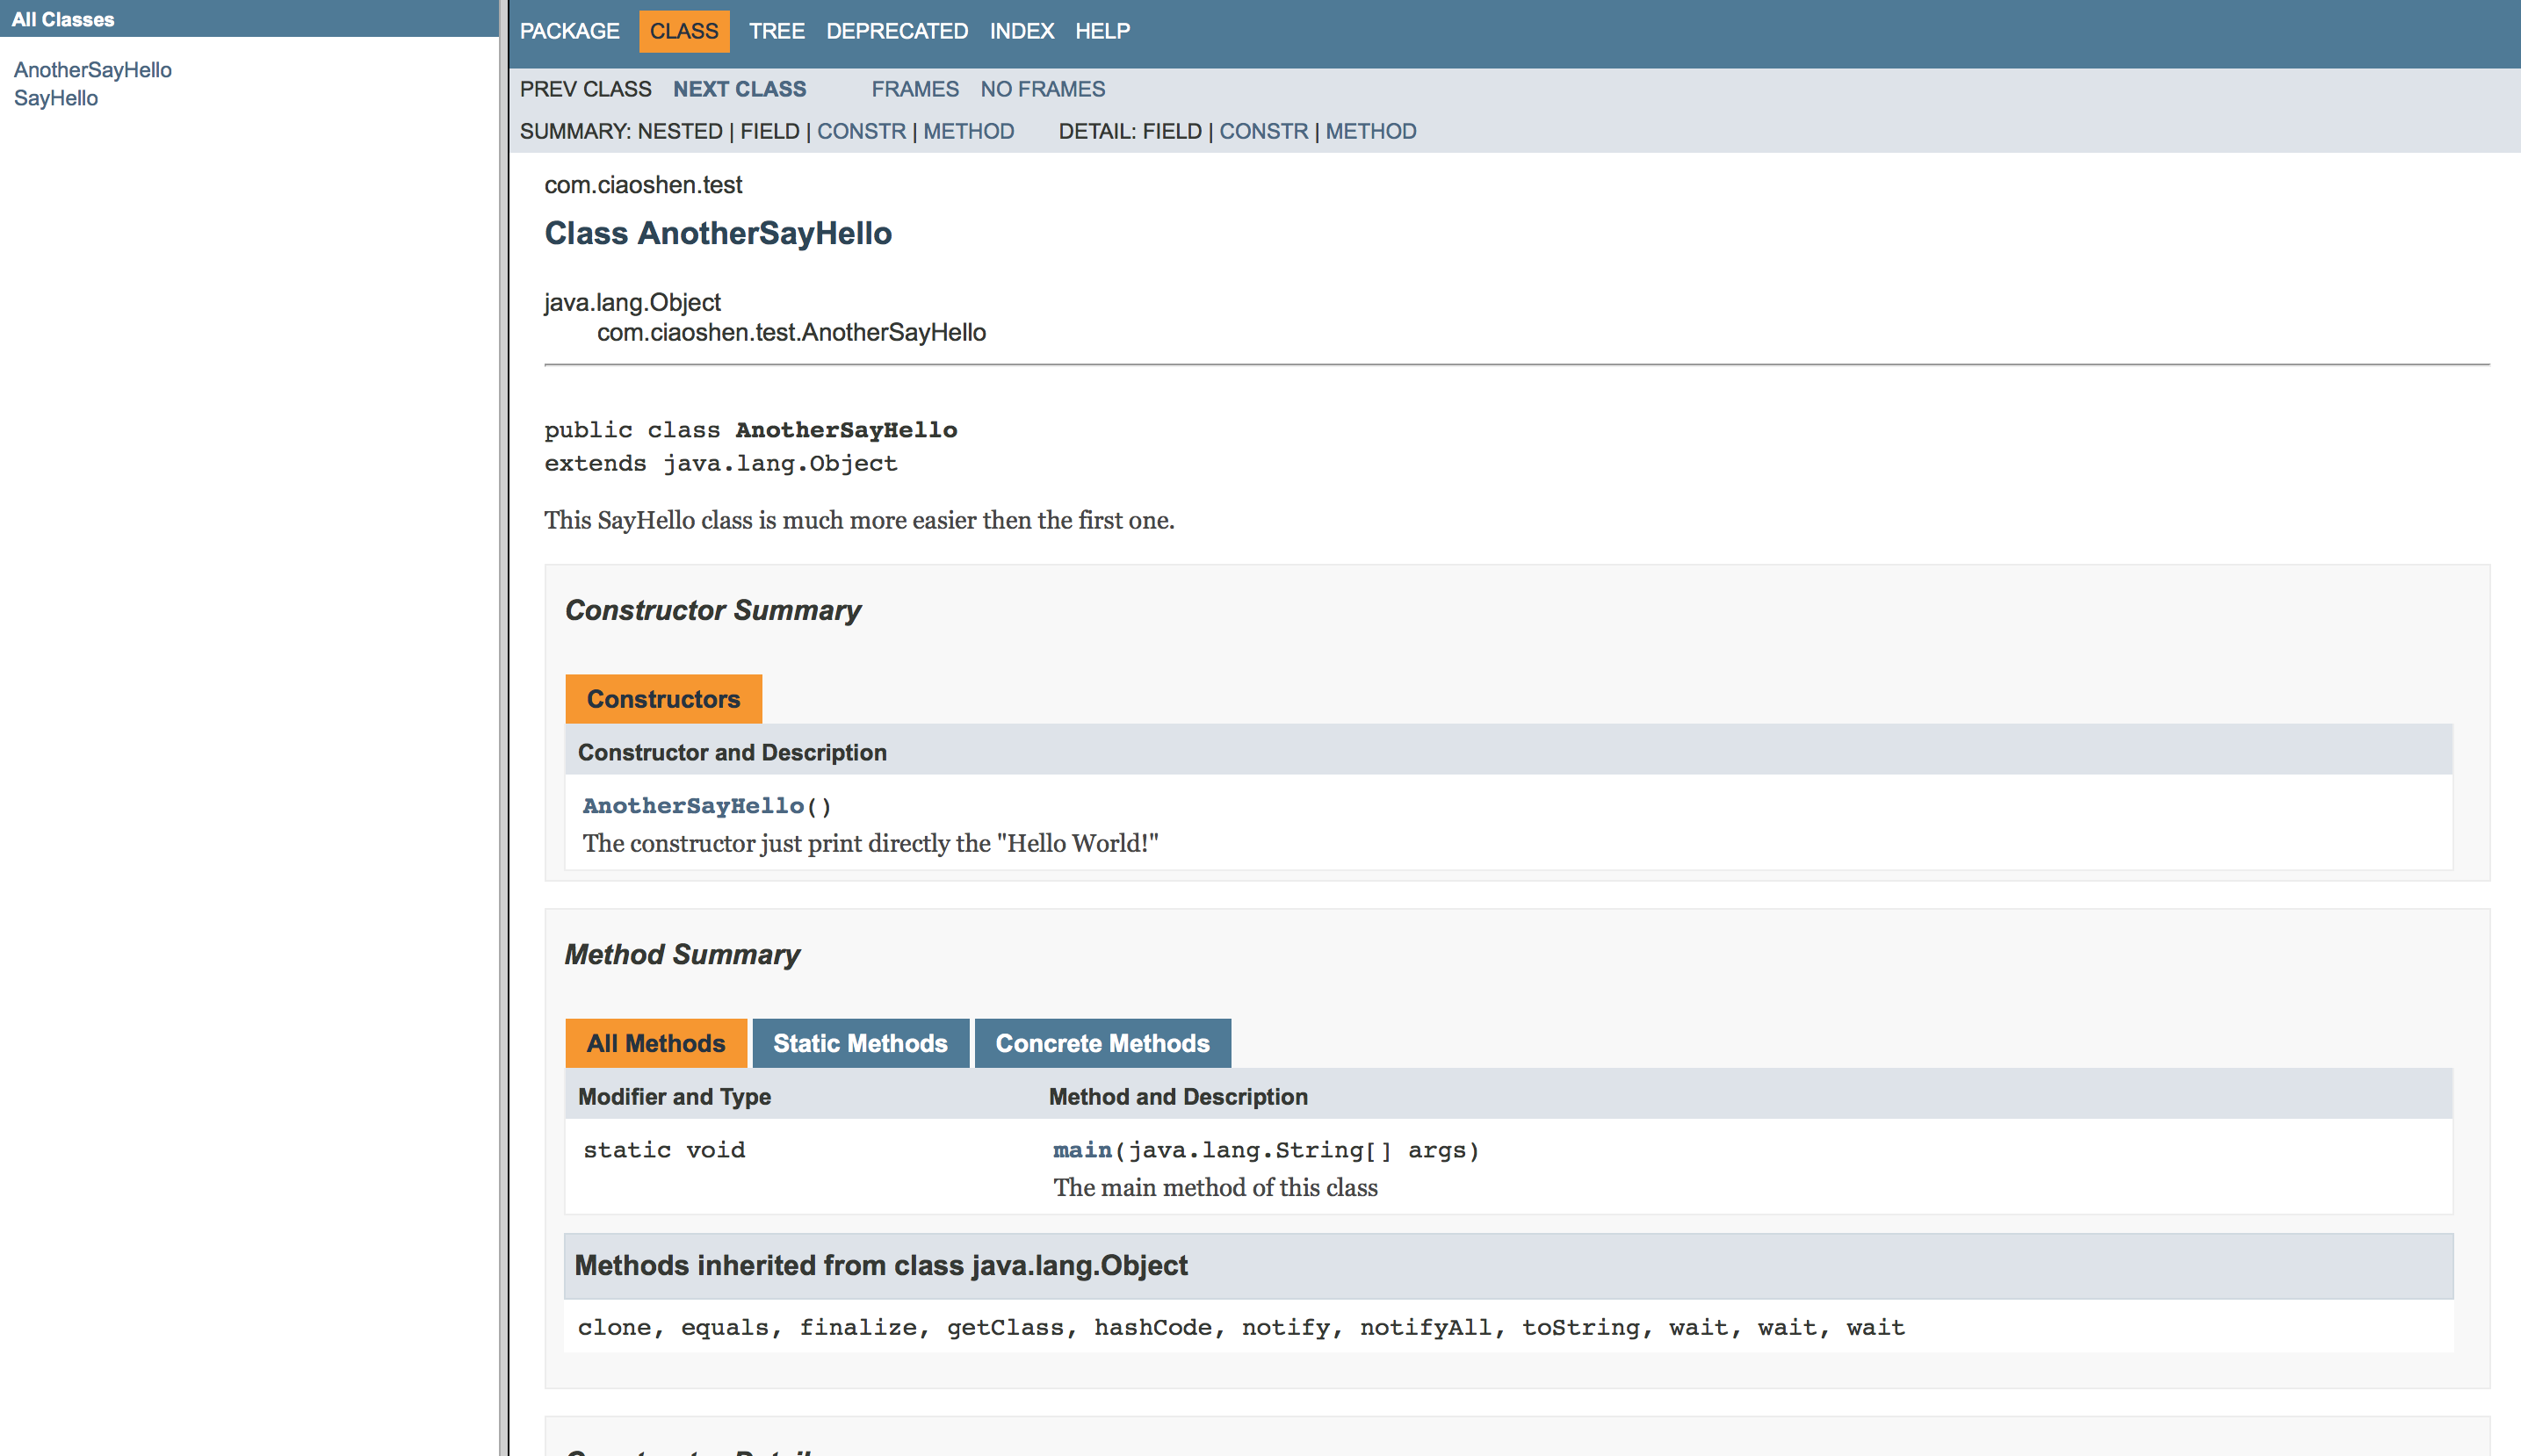 All Classes
AnotherSayHello
SayHello
PACKAGE CLASS TREE DEPRECATED INDEX HELP
PREV CLASS NEXT CLASS FRAMES NO FRAMES
SUMMARY: NESTED | FIELD | CONSTR | METHOD DETAIL: FIELD | CONSTR | METHOD
com.ciaoshen.test
Class AnotherSayHello
java.lang.Object
com.ciaoshen.test.AnotherSayHello
public class AnotherSayHello
extends java.lang.Object
This SayHello class is much more easier then the first one.
Constructor Summary
Constructors
Constructor and Description
AnotherSayHello()
The constructor just print directly the "Hello World!"
Method Summary
All Methods Static Methods Concrete Methods
Modifier and Type Method and Description
static void main(java.lang.String[] args)
The main method of this class
Methods inherited from class java.lang.Object
clone, equals, finalize, getClass, hashCode, notify, notifyAll, toString, wait, wait, wait